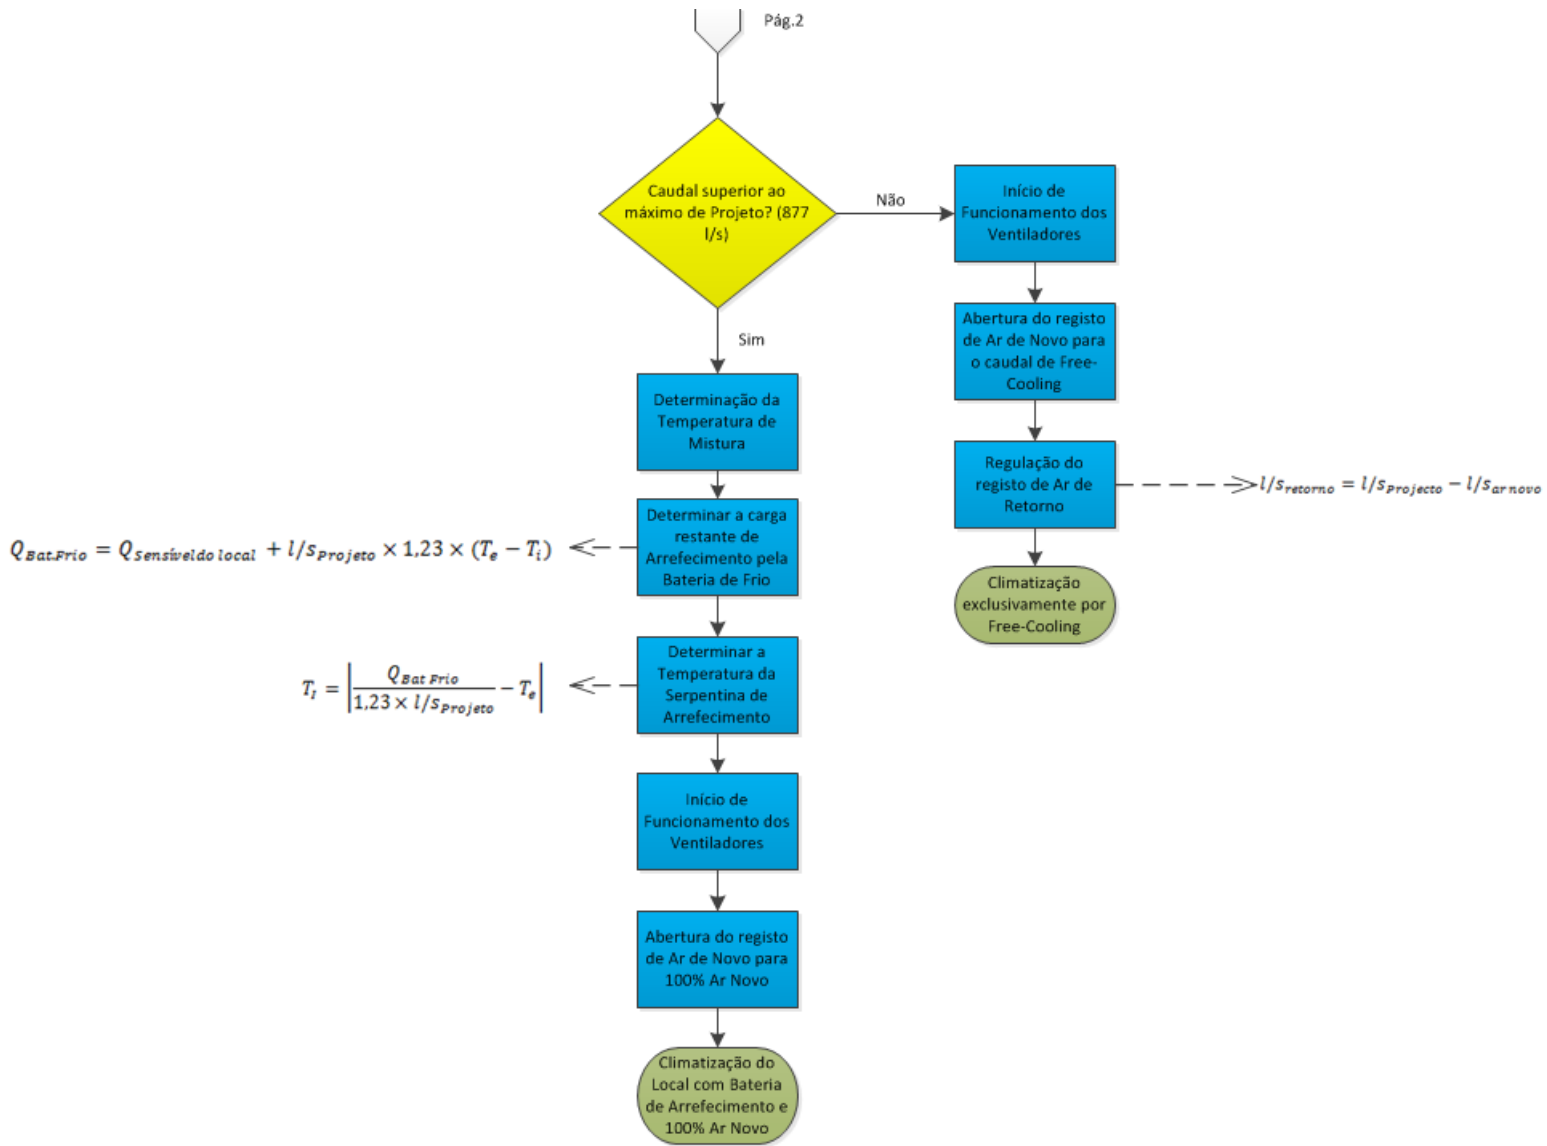 Pág.2
Caudal superior ao
máximo de Projeto? (877
l/s)
Não
Início de
Funcionamento dos
Ventiladores
Abertura do registo
de Ar de Novo para
o caudal de Free-
Cooling
Regulação do
registo de Ar de
Retorno
l/s_retorno = l/s_Projecto − l/s_ar novo
Climatização
exclusivamente por
Free-Cooling
Sim
Determinação da
Temperatura de
Mistura
Determinar a carga
restante de
Arrefecimento pela
Bateria de Frio
Q_Bat.Frio = Q_Sensível do local + l/s_Projeto × 1,23 × (T_e − T_i)
Determinar a
Temperatura da
Serpentina de
Arrefecimento
T_I = |Q_Bat Frio / (1,23 × l/s_Projeto) − T_e|
Início de
Funcionamento dos
Ventiladores
Abertura do registo
de Ar de Novo para
100% Ar Novo
Climatização do
Local com Bateria
de Arrefecimento e
100% Ar Novo